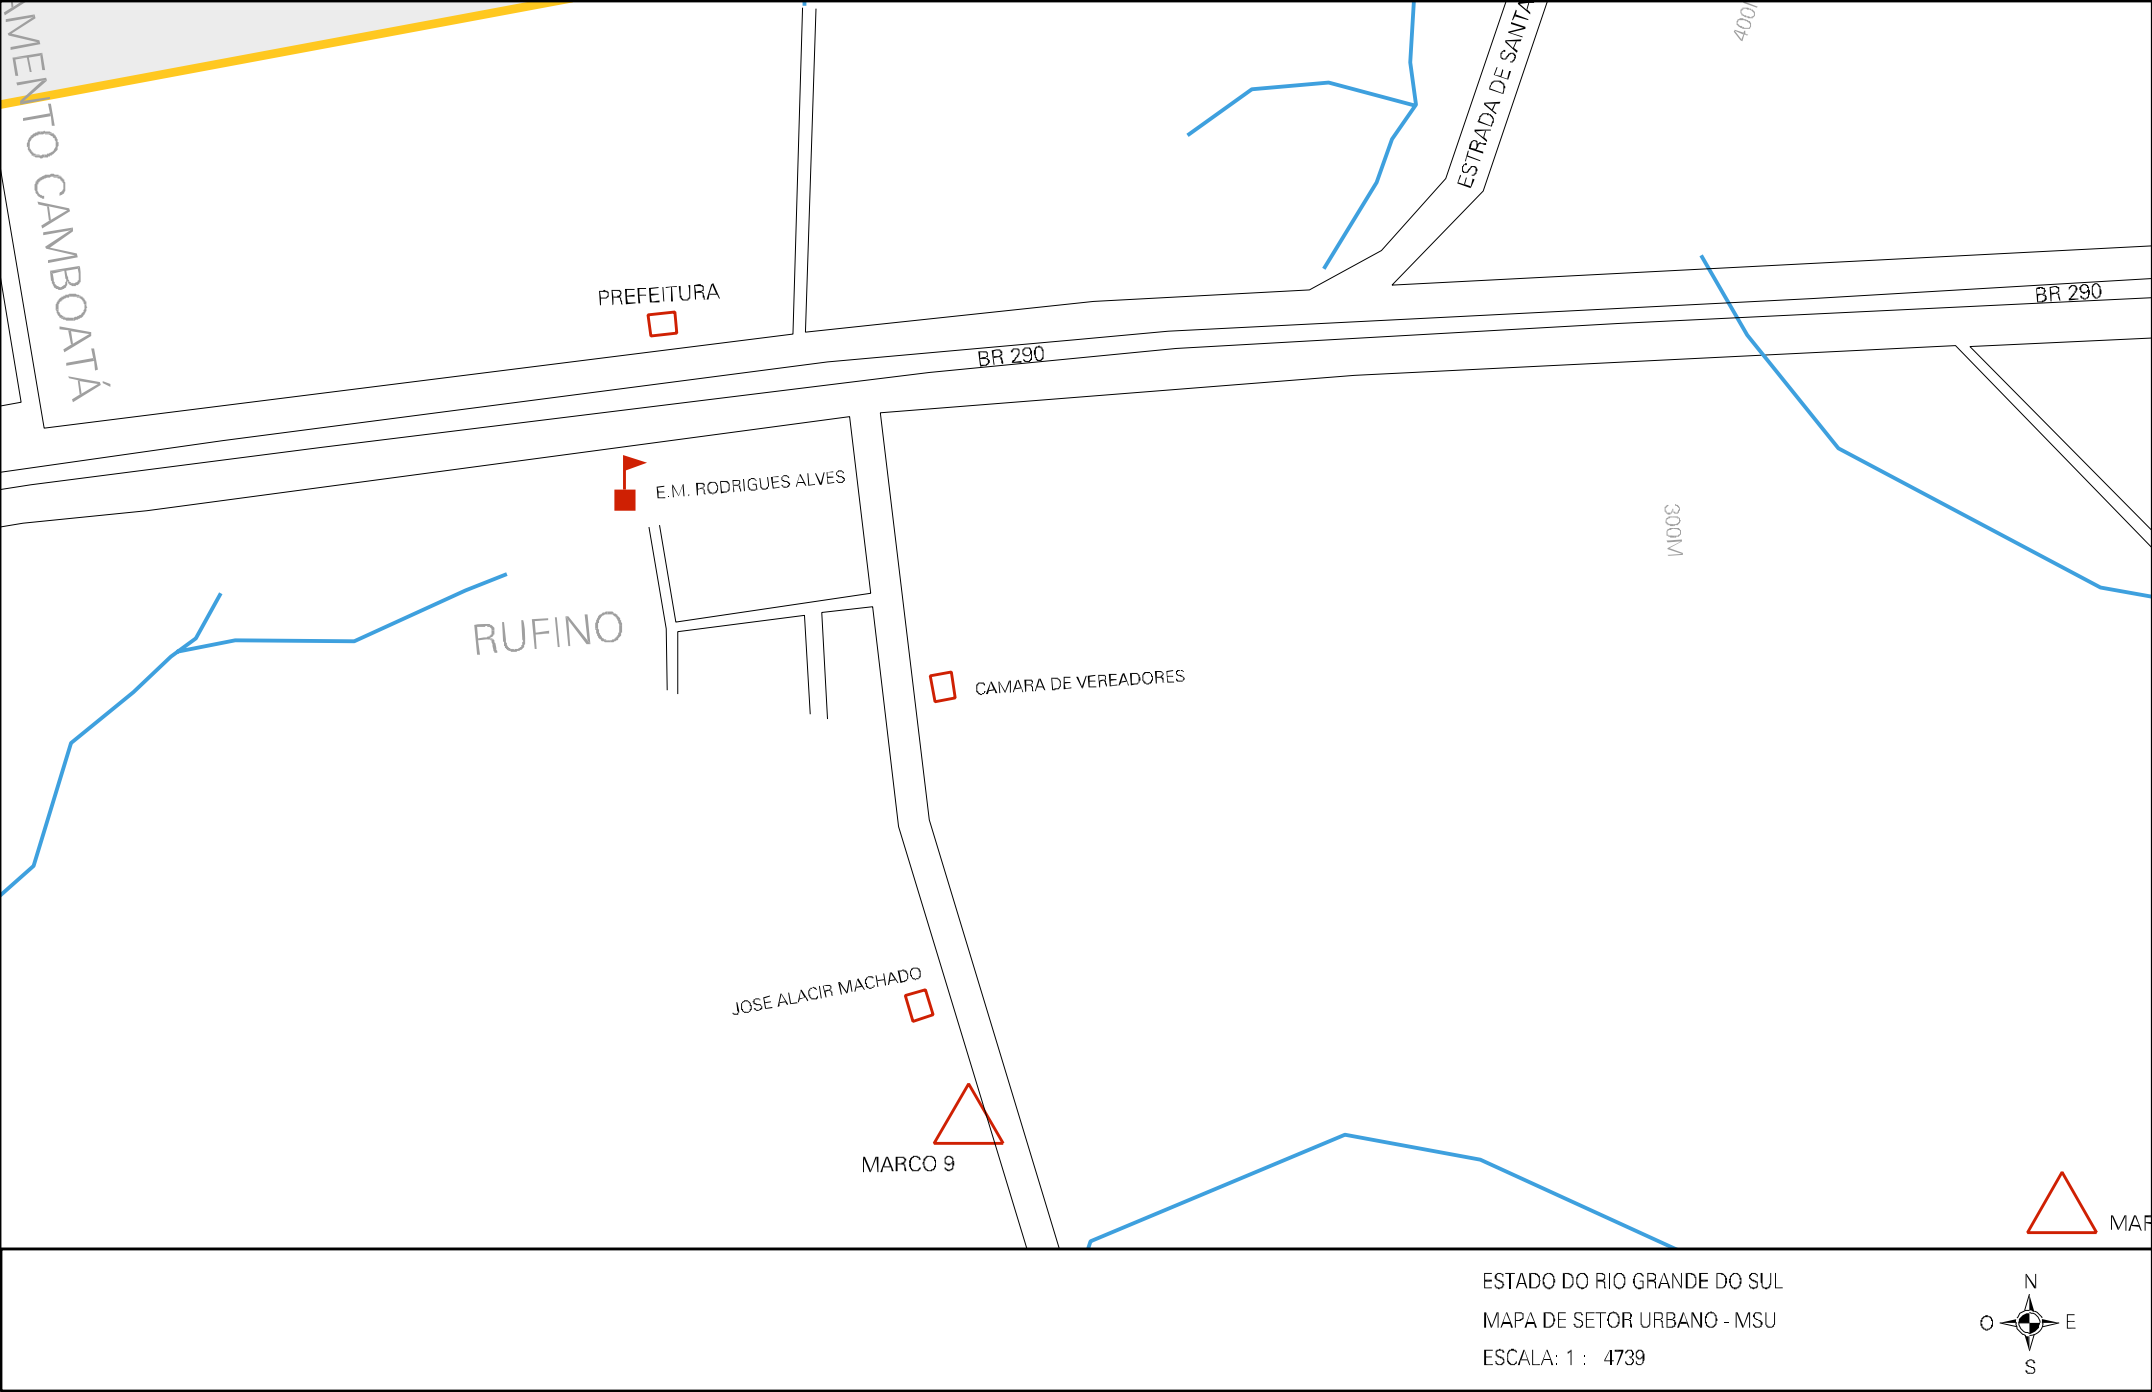 AMENTO CAMBOATÁ
ESTRADA DE SANTA
PREFEITURA
BR 290
BR 290
E.M. RODRIGUES ALVES
300M
RUFINO
CAMARA DE VEREADORES
JOSE ALACIR MACHADO
MARCO 9
ESTADO DO RIO GRANDE DO SUL
MAPA DE SETOR URBANO - MSU
ESCALA: 1 : 4739
N
O E
S